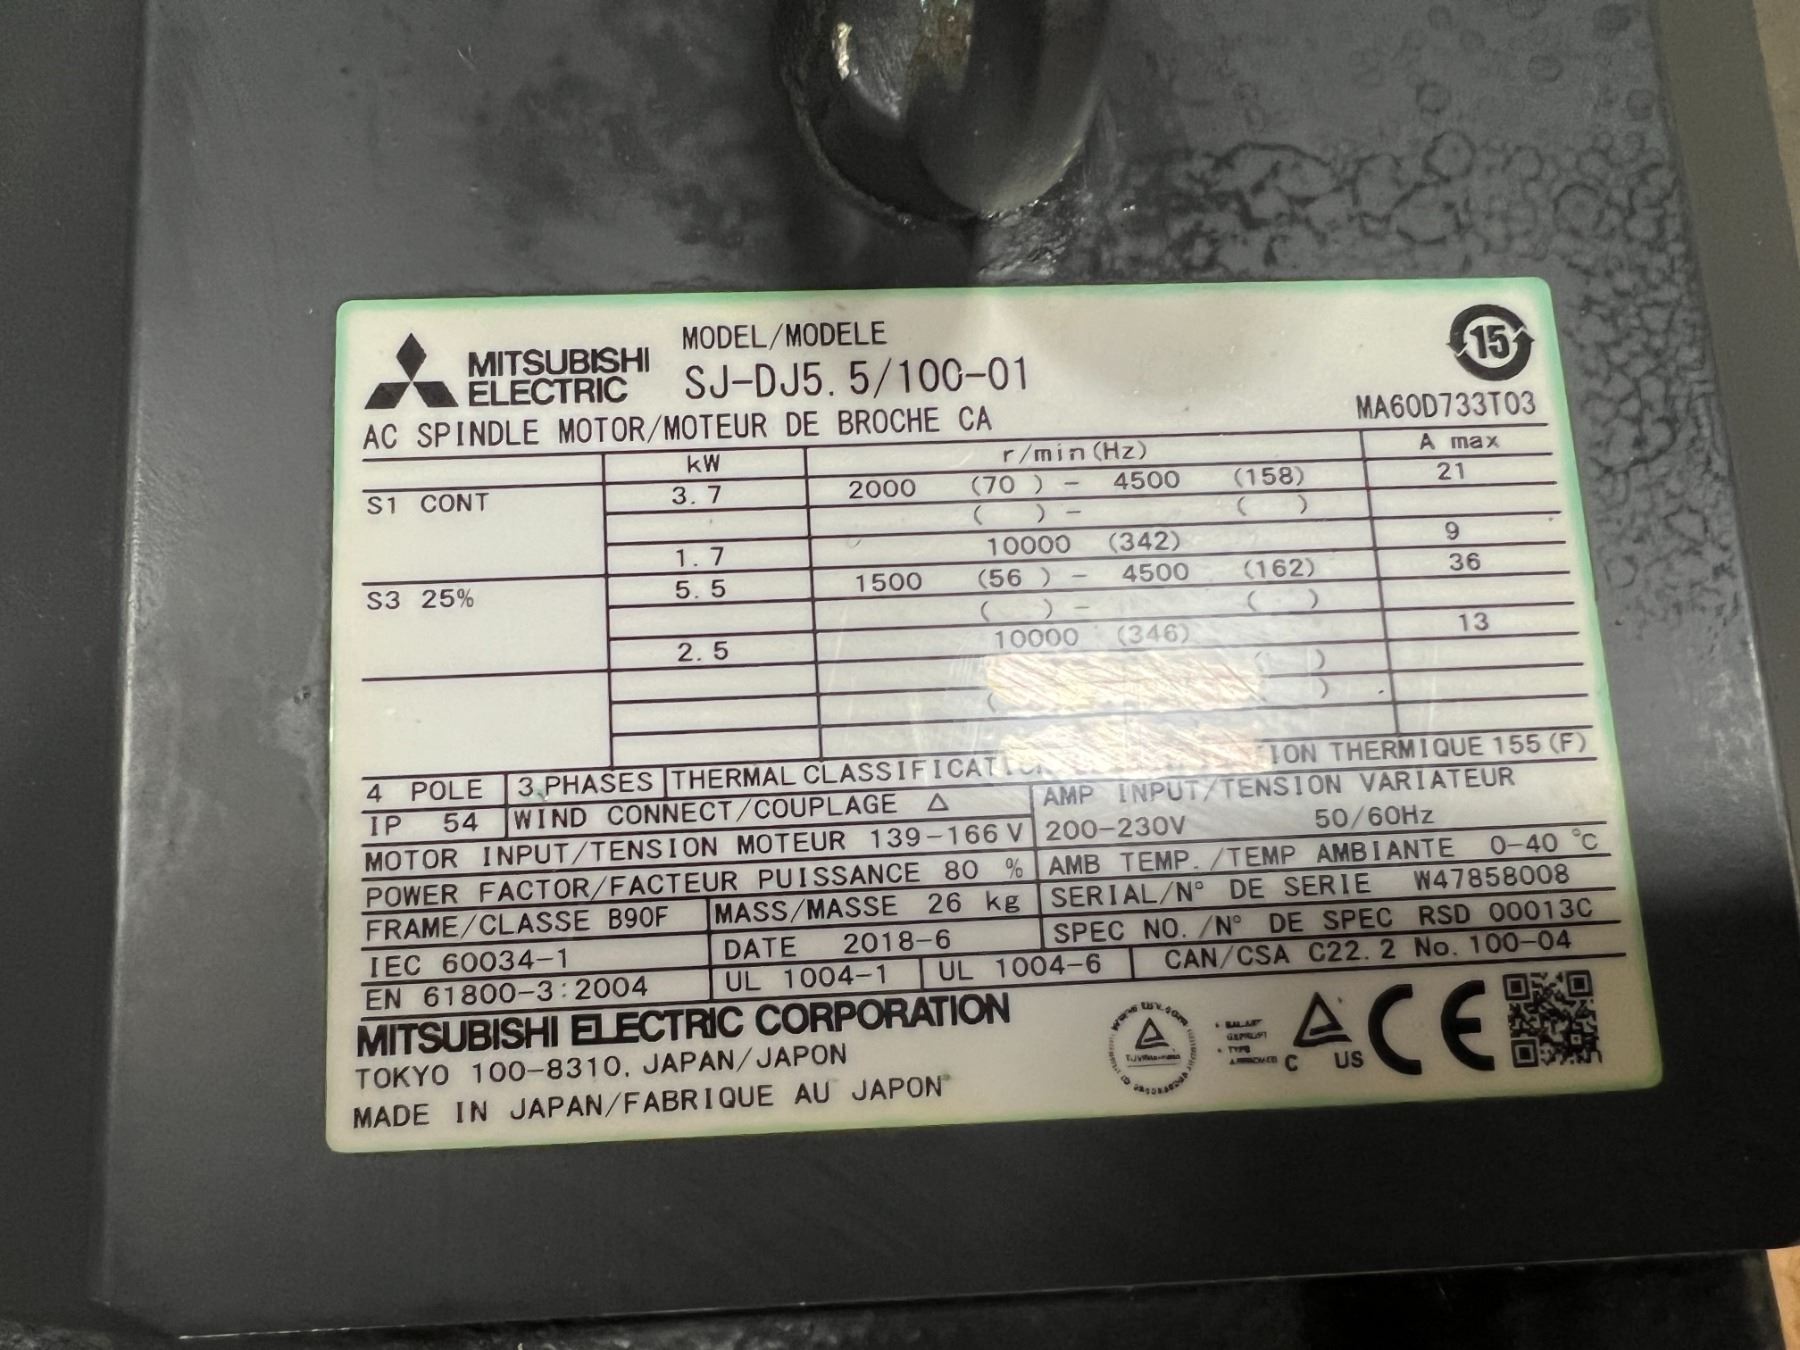 MITSUBISHI
ELECTRIC
MODEL/MODELE
SJ-DJ5.5/100-01
15
AC SPINDLE MOTOR/MOTEUR DE BROCHE CA
MA60D733T03
kW r/min(Hz) A max
S1 CONT 3.7 2000 (70 ) - 4500 (158) 21
( ) - ( )
1.7 10000 (342) 9
S3 25% 5.5 1500 (56 ) - 4500 (162) 36
( ) - ( )
2.5 10000 (346) 13
( )
( )
4 POLE 3 PHASES THERMAL CLASSIFICATI ION THERMIQUE 155 (F)
IP 54 WIND CONNECT/COUPLAGE △ AMP INPUT/TENSION VARIATEUR
MOTOR INPUT/TENSION MOTEUR 139-166 V 200-230V 50/60Hz
POWER FACTOR/FACTEUR PUISSANCE 80 % AMB TEMP./TEMP AMBIANTE 0-40 °C
FRAME/CLASSE B90F MASS/MASSE 26 kg SERIAL/N° DE SERIE W47858008
IEC 60034-1 DATE 2018-6 SPEC NO./N° DE SPEC RSD 00013C
EN 61800-3:2004 UL 1004-1 UL 1004-6 CAN/CSA C22.2 No.100-04
MITSUBISHI ELECTRIC CORPORATION
TOKYO 100-8310, JAPAN/JAPON
MADE IN JAPAN/FABRIQUE AU JAPON
C US CE